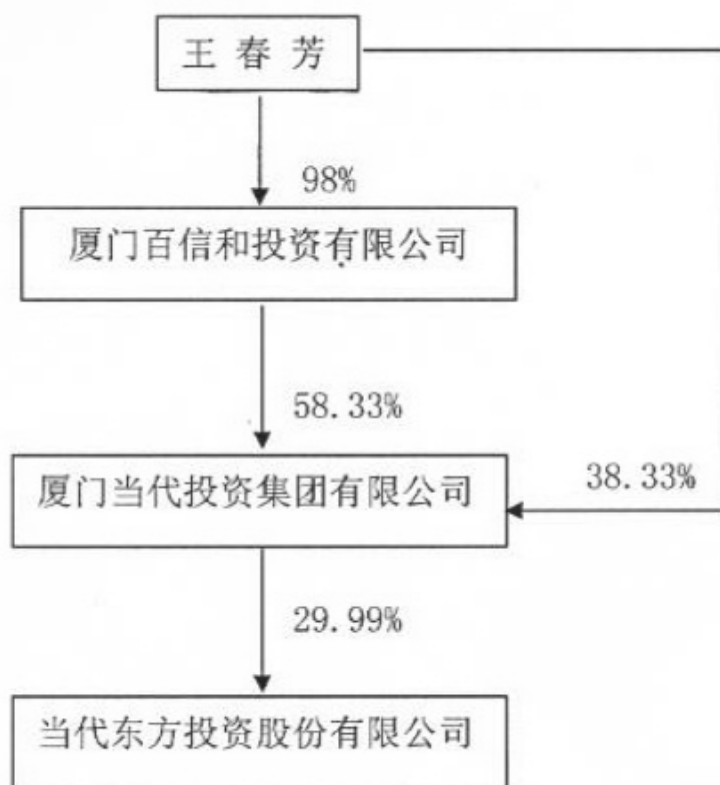 王春芳
98%
厦门百信和投资有限公司
58.33%
厦门当代投资集团有限公司
38.33%
29.99%
当代东方投资股份有限公司